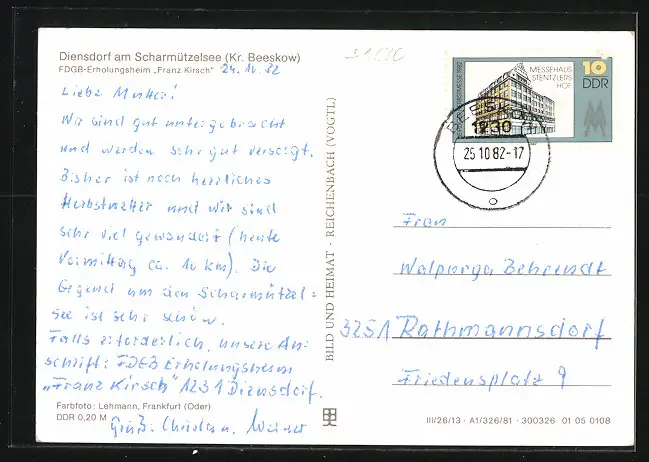 Diensdorf am Scharmützelsee (Kr. Beeskow)
FDGB-Erholungsheim „Franz Kirsch“ 24.10.82
Liebe Mutter!
Wir sind gut untergebracht
und werden sehr gut versorgt.
Bisher ist noch herrliches
Herbstwetter und wir sind
sehr viel gewandert (heute
Vormittag ca. 10 km). Die
Gegend um den Scharmützel=
see ist sehr schön.
Falls erforderlich, unsere An-
schrift: FDGB Erholungsheim
„Franz Kirsch“ 1231 Diensdorf.
Gruß: Christa u. Werner
Farbfoto: Lehmann, Frankfurt (Oder)
DDR 0,20 M
BILD UND HEIMAT · REICHENBACH (VOGTL)
MESSEHAUS
STENTZLERS
HOF
10
DDR
BEESKOW
1230
25.10.82-17
Frau
Walpurga Behrendt
3251 Rathmannsdorf
Friedensplatz 9
III/26/13 · A1/326/81 · 300326 01 05 0108